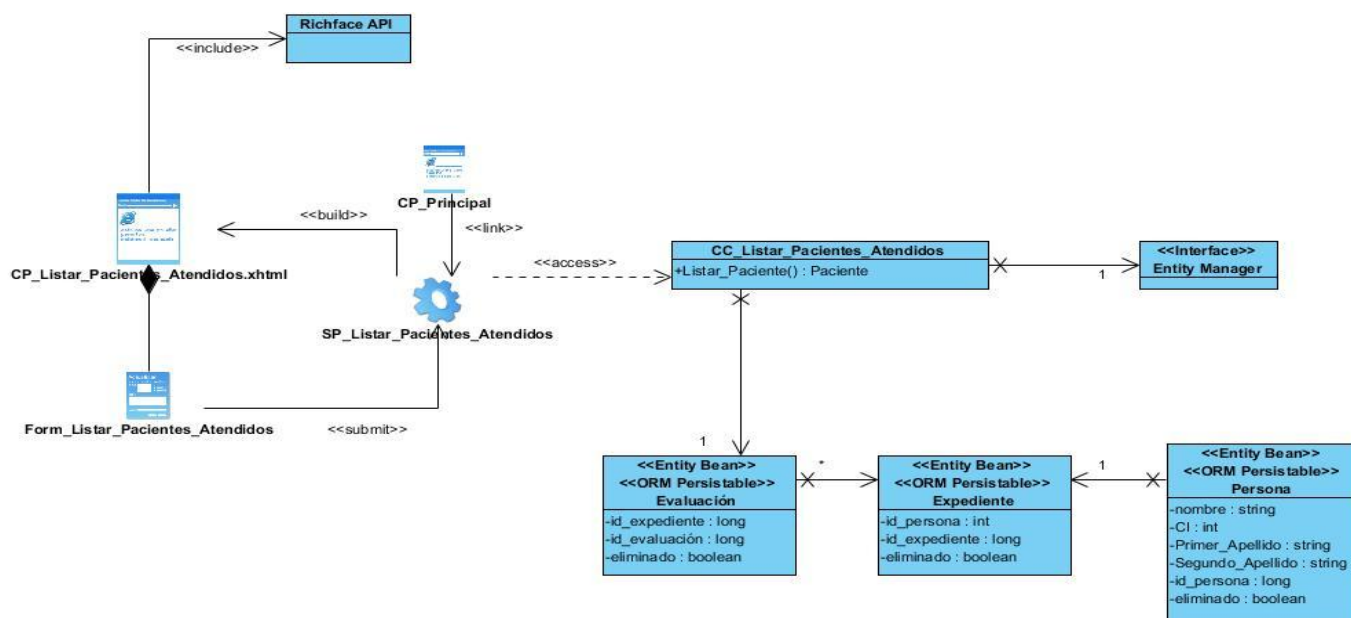 Richface API
<<include>>
CP_Principal
<<build>>
<<link>>
CP_Listar_Pacientes_Atendidos.xhtml
<<access>>
CC_Listar_Pacientes_Atendidos
+Listar_Paciente() : Paciente
<<Interface>>
Entity Manager
1
SP_Listar_Pacientes_Atendidos
Form_Listar_Pacientes_Atendidos
<<submit>>
1
<<Entity Bean>>
<<ORM Persistable>>
Evaluación
-id_expediente : long
-id_evaluación : long
-eliminado : boolean
*
<<Entity Bean>>
<<ORM Persistable>>
Expediente
-id_persona : int
-id_expediente : long
-eliminado : boolean
1
<<Entity Bean>>
<<ORM Persistable>>
Persona
-nombre : string
-CI : int
-Primer_Apellido : string
-Segundo_Apellido : string
-id_persona : long
-eliminado : boolean